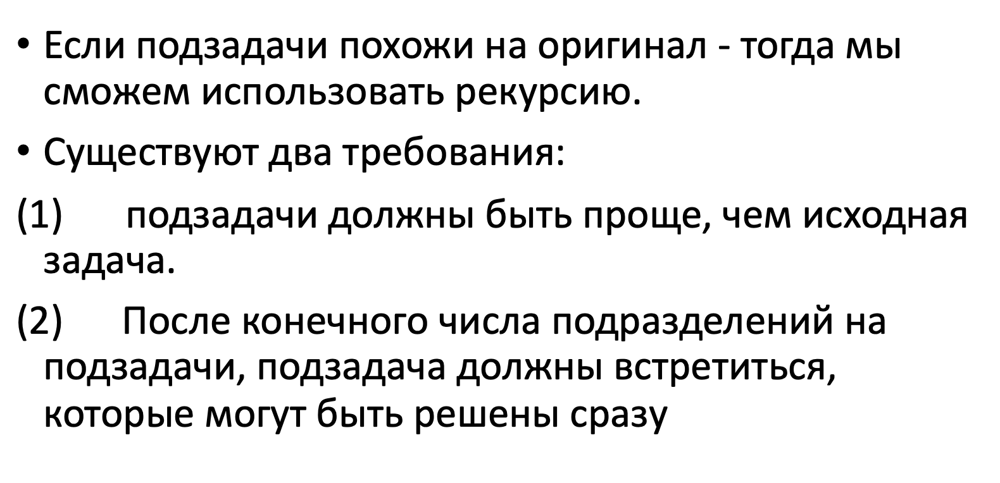 • Если подзадачи похожи на оригинал - тогда мы
сможем использовать рекурсию.
• Существуют два требования:
(1) подзадачи должны быть проще, чем исходная
задача.
(2) После конечного числа подразделений на
подзадачи, подзадача должны встретиться,
которые могут быть решены сразу